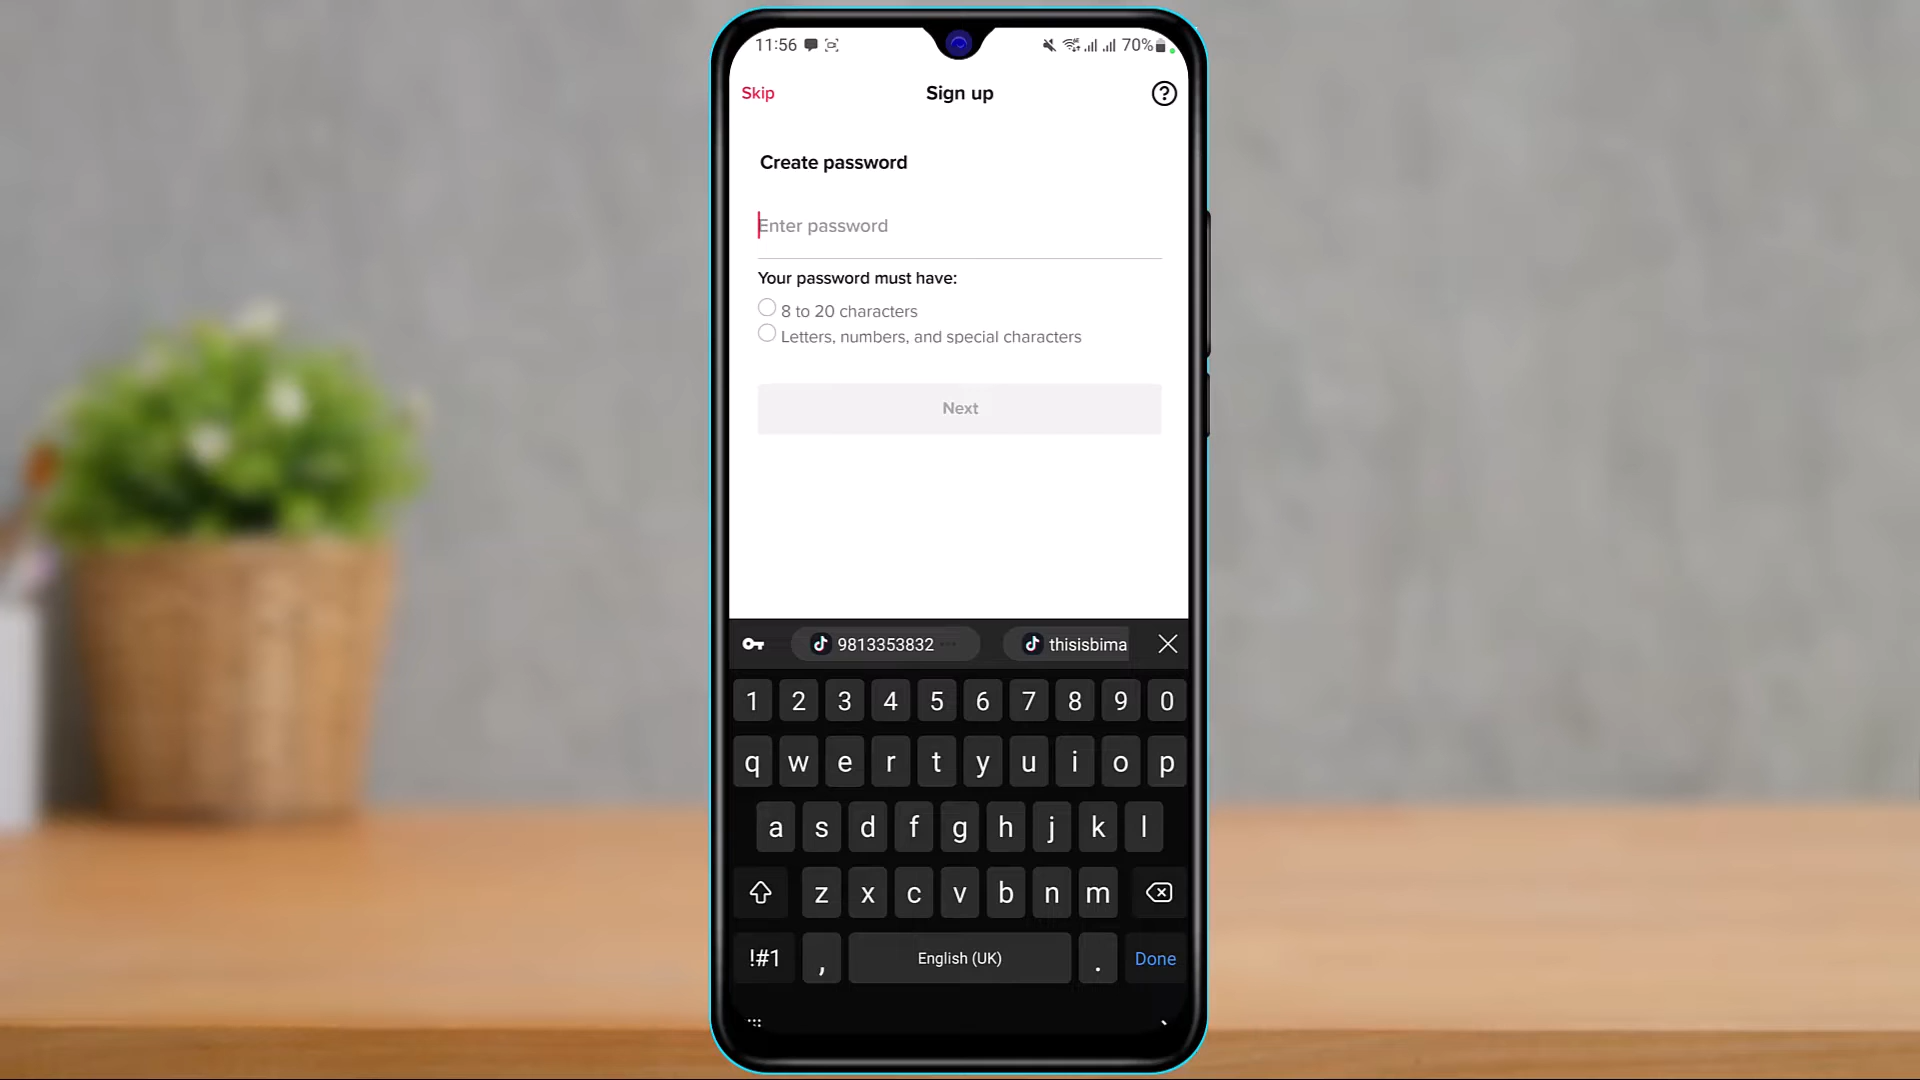 11:56 70%
Skip Sign up ?
Create password
Enter password
Your password must have:
8 to 20 characters
Letters, numbers, and special characters
Next
9813353832 ... thisisbima
1 2 3 4 5 6 7 8 9 0
q w e r t y u i o p
a s d f g h j k l
z x c v b n m
!#1 , English (UK) . Done